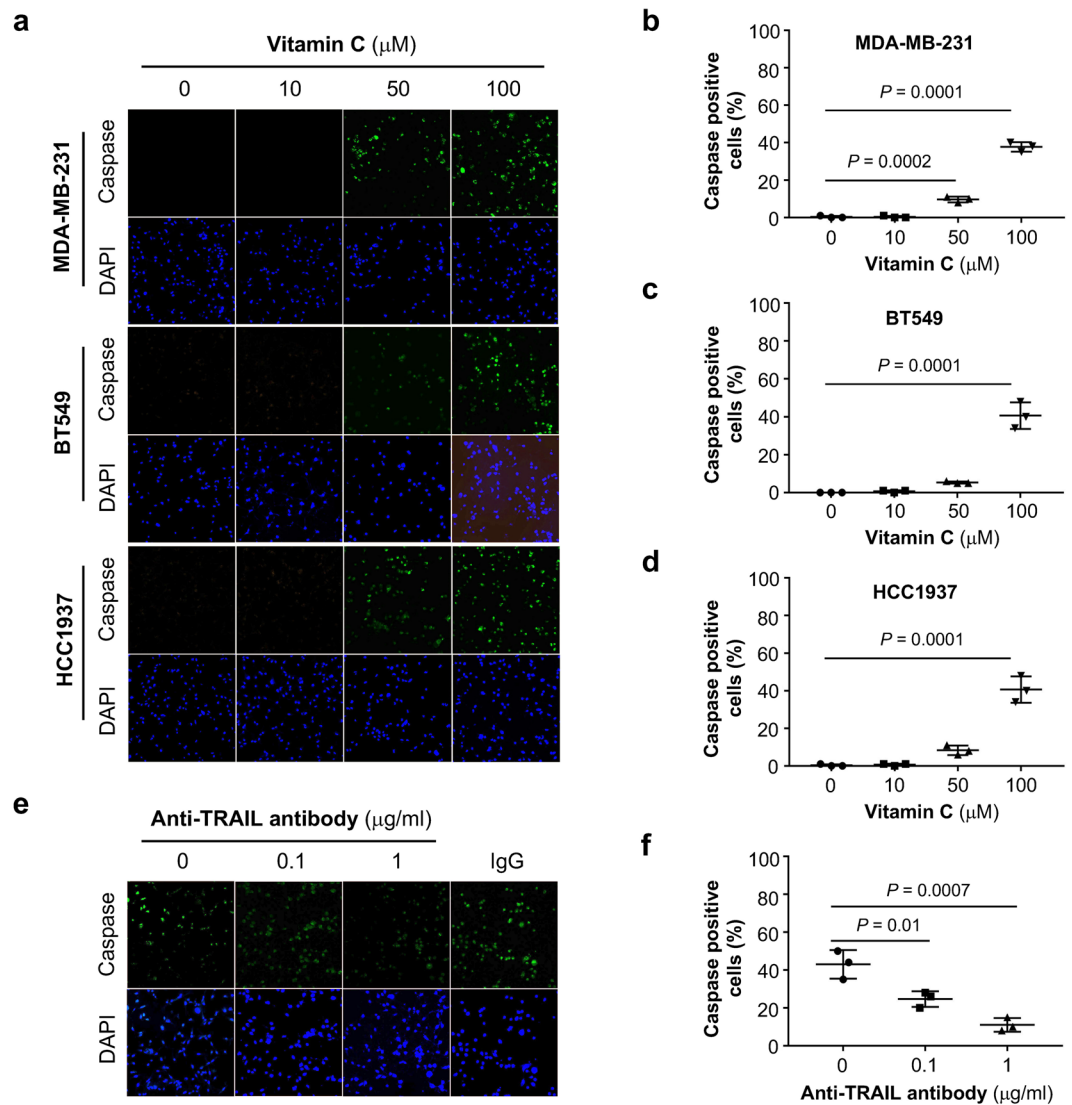 a
Vitamin C (μM)
0 10 50 100
MDA-MB-231
Caspase
DAPI
BT549
Caspase
DAPI
HCC1937
Caspase
DAPI
b
MDA-MB-231
P = 0.0001
P = 0.0002
Caspase positive
cells (%)
100
80
60
40
20
0
0 10 50 100
Vitamin C (μM)
c
BT549
P = 0.0001
Caspase positive
cells (%)
100
80
60
40
20
0
0 10 50 100
Vitamin C (μM)
d
HCC1937
P = 0.0001
Caspase positive
cells (%)
100
80
60
40
20
0
0 10 50 100
Vitamin C (μM)
e
Anti-TRAIL antibody (μg/ml)
0 0.1 1 IgG
Caspase
DAPI
f
P = 0.0007
P = 0.01
Caspase positive
cells (%)
100
80
60
40
20
0
0 0.1 1
Anti-TRAIL antibody (μg/ml)